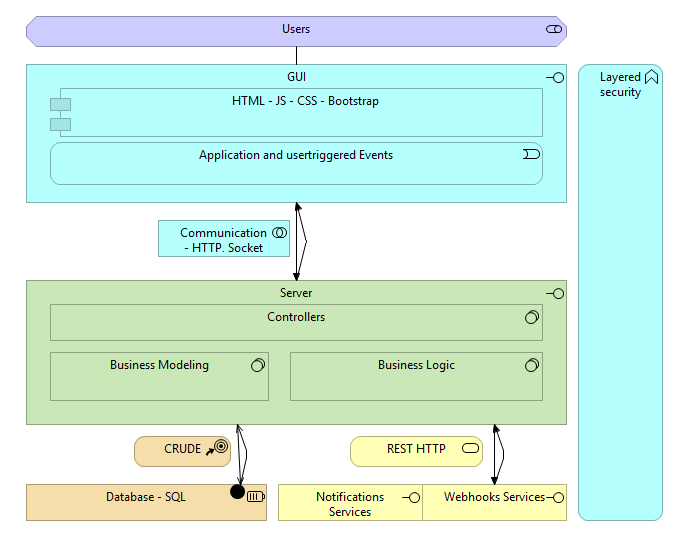 Users
GUI
HTML - JS - CSS - Bootstrap
Application and usertriggered Events
Layered
security
Communication
- HTTP. Socket
Server
Controllers
Business Modeling
Business Logic
CRUDE
REST HTTP
Database - SQL
Notifications
Services
Webhooks Services